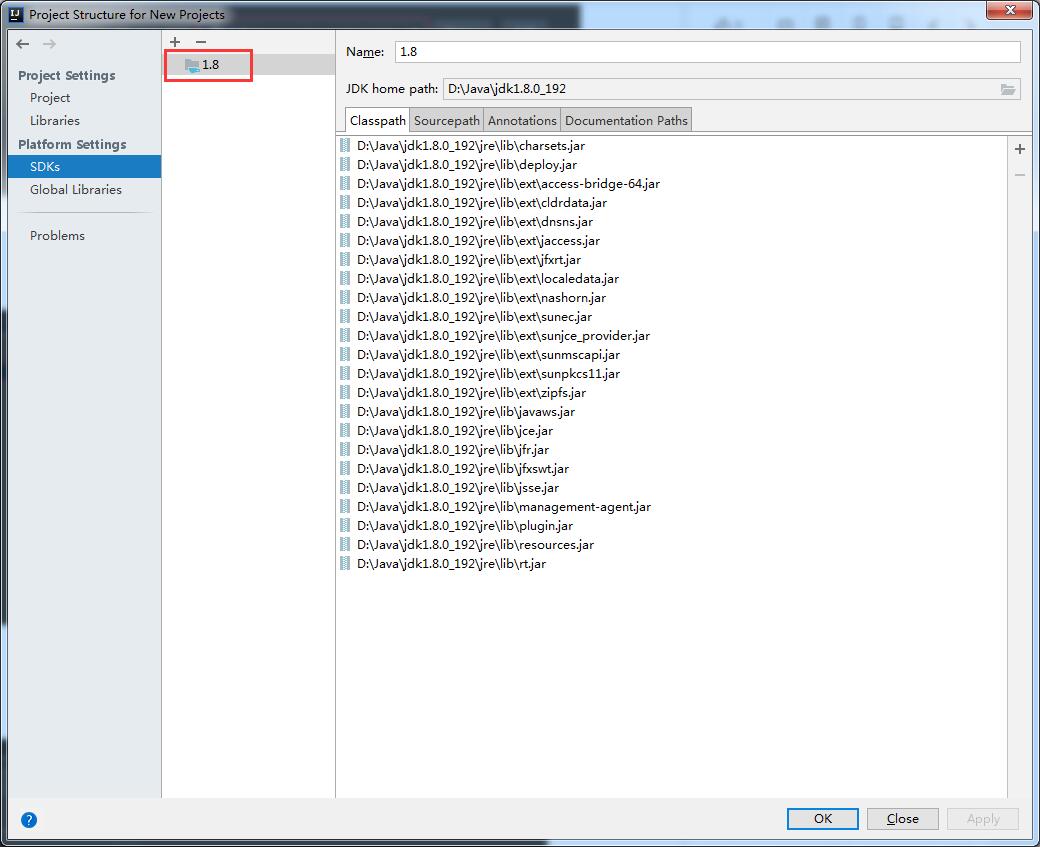 IJ Project Structure for New Projects
Project Settings
Project
Libraries
Platform Settings
SDKs
Global Libraries
Problems
1.8
Name: 1.8
JDK home path: D:\Java\jdk1.8.0_192
Classpath Sourcepath Annotations Documentation Paths
D:\Java\jdk1.8.0_192\jre\lib\charsets.jar
D:\Java\jdk1.8.0_192\jre\lib\deploy.jar
D:\Java\jdk1.8.0_192\jre\lib\ext\access-bridge-64.jar
D:\Java\jdk1.8.0_192\jre\lib\ext\cldrdata.jar
D:\Java\jdk1.8.0_192\jre\lib\ext\dnsns.jar
D:\Java\jdk1.8.0_192\jre\lib\ext\jaccess.jar
D:\Java\jdk1.8.0_192\jre\lib\ext\jfxrt.jar
D:\Java\jdk1.8.0_192\jre\lib\ext\localedata.jar
D:\Java\jdk1.8.0_192\jre\lib\ext\nashorn.jar
D:\Java\jdk1.8.0_192\jre\lib\ext\sunec.jar
D:\Java\jdk1.8.0_192\jre\lib\ext\sunjce_provider.jar
D:\Java\jdk1.8.0_192\jre\lib\ext\sunmscapi.jar
D:\Java\jdk1.8.0_192\jre\lib\ext\sunpkcs11.jar
D:\Java\jdk1.8.0_192\jre\lib\ext\zipfs.jar
D:\Java\jdk1.8.0_192\jre\lib\javaws.jar
D:\Java\jdk1.8.0_192\jre\lib\jce.jar
D:\Java\jdk1.8.0_192\jre\lib\jfr.jar
D:\Java\jdk1.8.0_192\jre\lib\jfxswt.jar
D:\Java\jdk1.8.0_192\jre\lib\jsse.jar
D:\Java\jdk1.8.0_192\jre\lib\management-agent.jar
D:\Java\jdk1.8.0_192\jre\lib\plugin.jar
D:\Java\jdk1.8.0_192\jre\lib\resources.jar
D:\Java\jdk1.8.0_192\jre\lib\rt.jar
? OK Close Apply